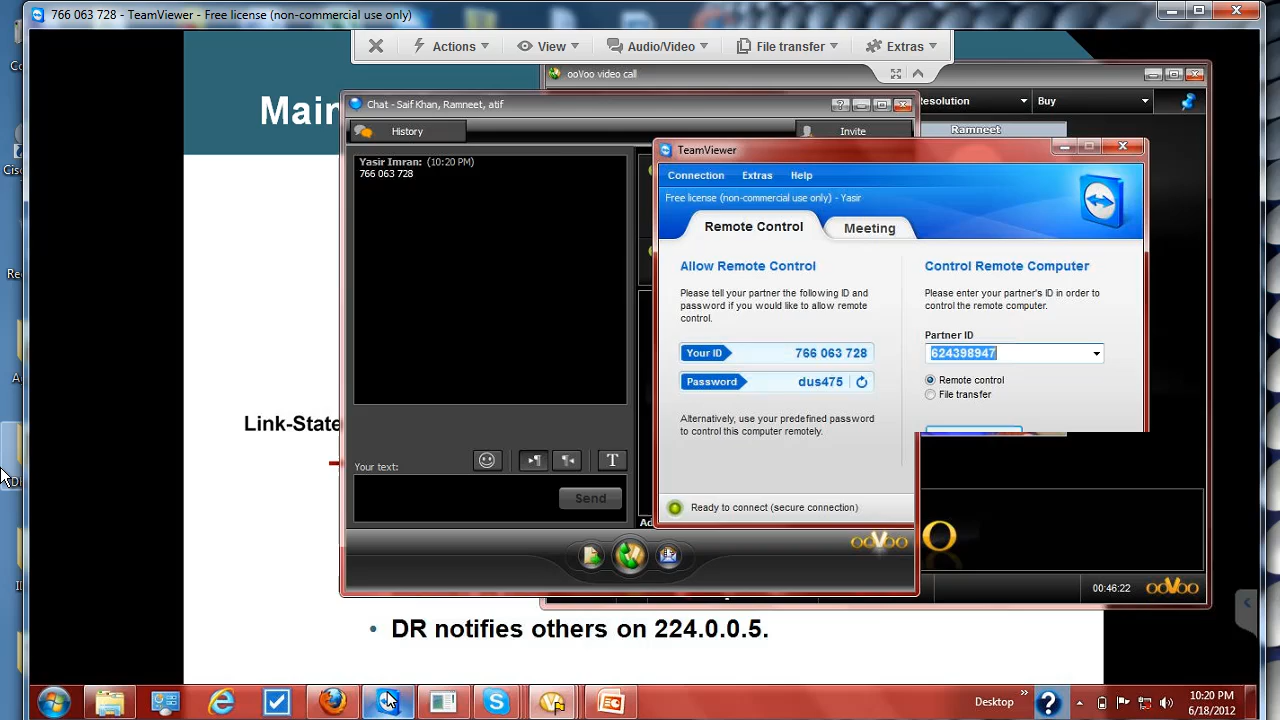 766 063 728 - TeamViewer - Free license (non-commercial use only)
Actions
View
Audio/Video
File transfer
Extras
Main
ooVoo video call
Resolution
Buy
Ramneet
Chat - Saif Khan, Ramneet, atif
History
Invite
Yasir Imran: (10:20 PM)
766 063 728
Your text:
Send
T
TeamViewer
Connection Extras Help
Free license (non-commercial use only) - Yasir
Remote Control
Meeting
Allow Remote Control
Please tell your partner the following ID and
password if you would like to allow remote
control.
Your ID 766 063 728
Password dus475
Alternatively, use your predefined password
to control this computer remotely.
Control Remote Computer
Please enter your partner's ID in order to
control the remote computer.
Partner ID
624398947
Remote control
File transfer
Ready to connect (secure connection)
Link-State
ooVoo
00:46:22
ooVoo
• DR notifies others on 224.0.0.5.
Desktop
10:20 PM
6/18/2012